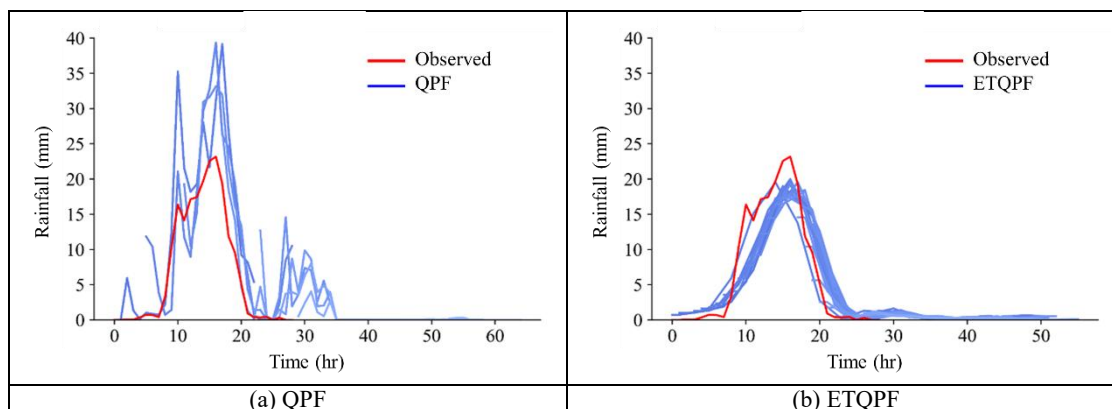 40
35
30
25
20
15
10
5
0
Rainfall (mm)
Observed
QPF
0 10 20 30 40 50 60
Time (hr)
(a) QPF
40
35
30
25
20
15
10
5
0
Rainfall (mm)
Observed
ETQPF
0 10 20 30 40 50
Time (hr)
(b) ETQPF